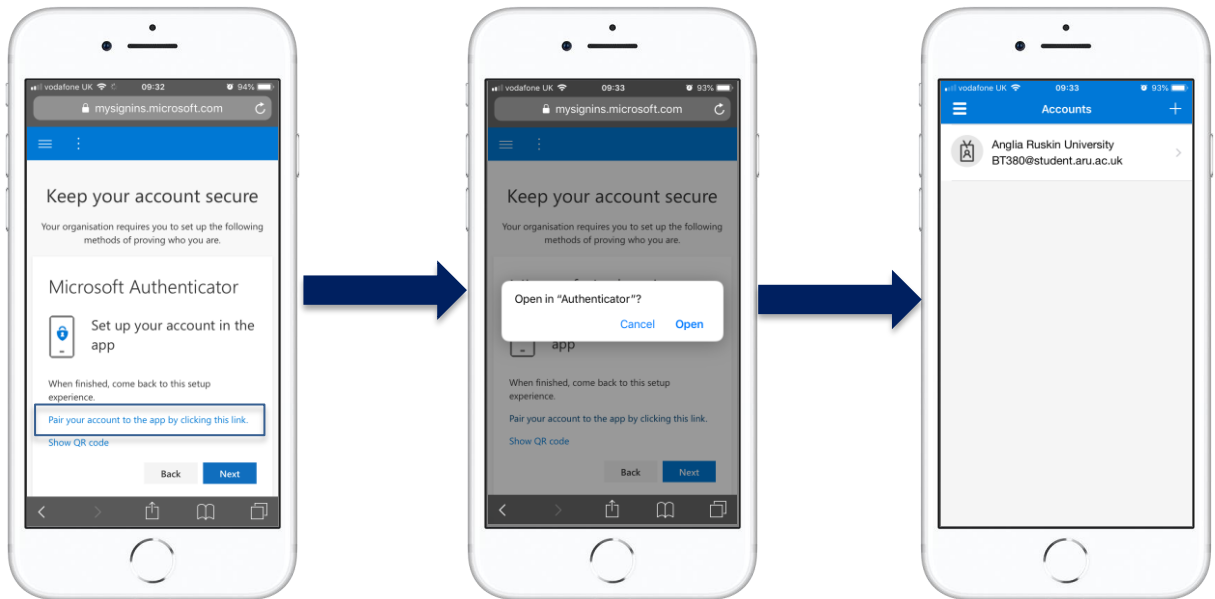 vodafone UK 09:32 94%
mysignins.microsoft.com
Keep your account secure
Your organisation requires you to set up the following
methods of proving who you are.
Microsoft Authenticator
Set up your account in the
app
When finished, come back to this setup
experience.
Pair your account to the app by clicking this link.
Show QR code
Back Next
vodafone UK 09:33 93%
mysignins.microsoft.com
Keep your account secure
Your organisation requires you to set up the following
methods of proving who you are.
Open in “Authenticator”?
Cancel Open
app
When finished, come back to this setup
experience.
Pair your account to the app by clicking this link.
Show QR code
Back Next
vodafone UK 09:33 93%
Accounts
Anglia Ruskin University
BT380@student.aru.ac.uk